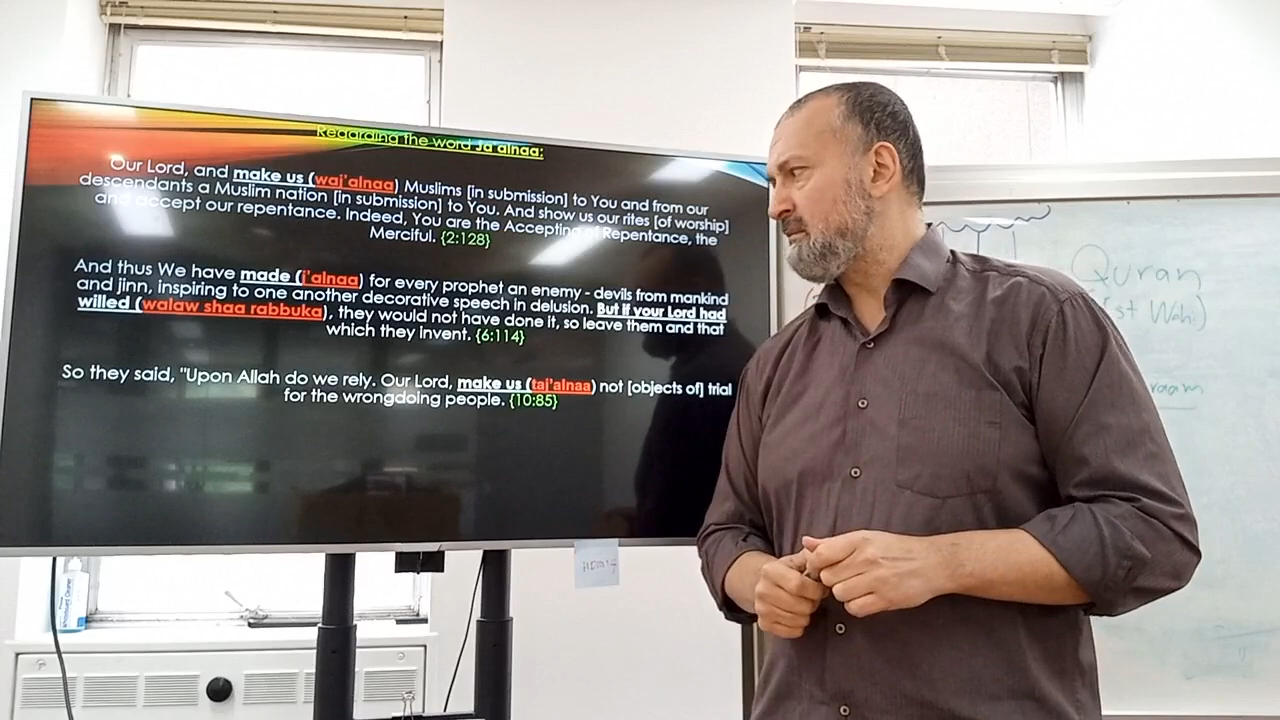 Regarding the word Ja'alnaa:
Our Lord, and make us (waj'alnaa) Muslims [in submission] to You and from our
descendants a Muslim nation [in submission] to You. And show us our rites [of worship]
and accept our repentance. Indeed, You are the Accepting of Repentance, the
Merciful. {2:128}
And thus We have made (j'alnaa) for every prophet an enemy - devils from mankind
and jinn, inspiring to one another decorative speech in delusion. But if your Lord had
willed (walaw shaa rabbuka), they would not have done it, so leave them and that
which they invent. {6:114}
So they said, "Upon Allah do we rely. Our Lord, make us (taj'alnaa) not [objects of] trial
for the wrongdoing people. {10:85}
Quran
st Wahi)
raam